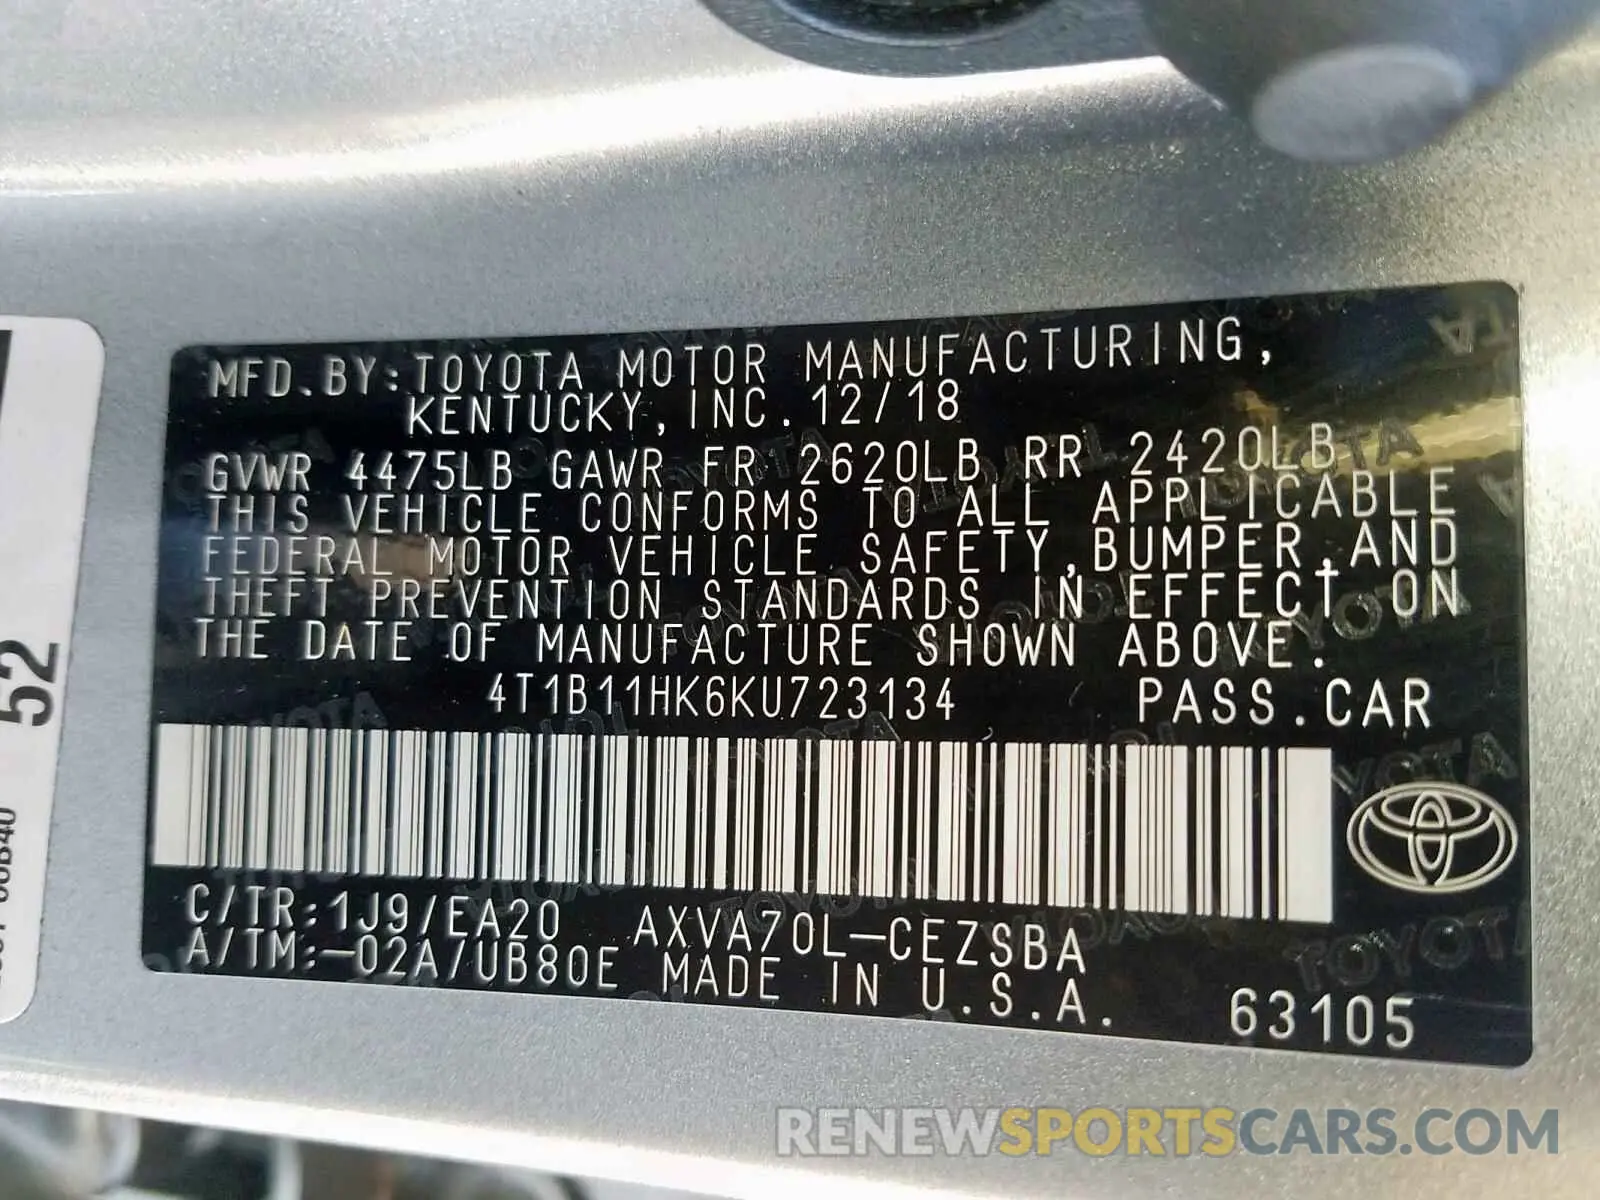 MFD.BY:TOYOTA MOTOR MANUFACTURING,
KENTUCKY, INC. 12/18
GVWR 4475LB GAWR FR 2620LB RR 2420LB
THIS VEHICLE CONFORMS TO ALL APPLICABLE
FEDERAL MOTOR VEHICLE SAFETY, BUMPER, AND
THEFT PREVENTION STANDARDS IN EFFECT ON
THE DATE OF MANUFACTURE SHOWN ABOVE.
4T1B11HK6KU723134 PASS.CAR
C/TR:1J9/EA20 AXVA70L-CEZSBA
A/TM:-02A/UB80E MADE IN U.S.A.
63105
52
RENEWSPORTSCARS.COM